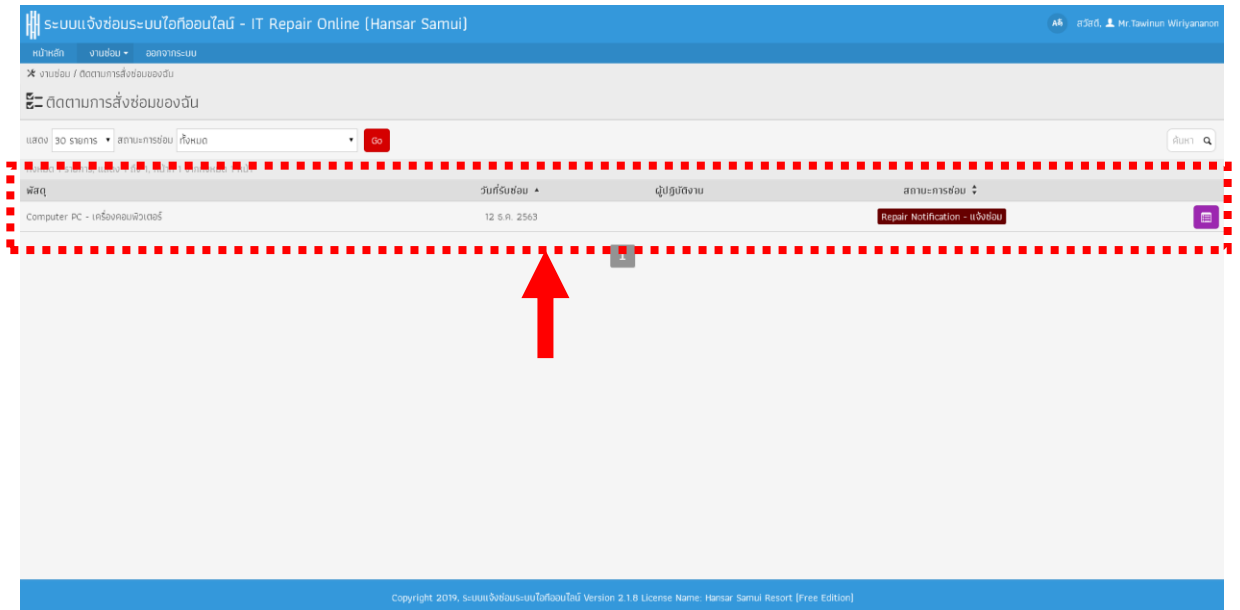 ระบบแจ้งซ่อมระบบไอทีออนไลน์ - IT Repair Online (Hansar Samui)
สวัสดี, Mr.Tawinun Wiriyananon
หน้าหลัก งานซ่อม ออกจากระบบ
งานซ่อม / ติดตามการสั่งซ่อมของฉัน
ติดตามการสั่งซ่อมของฉัน
แสดง 30 รายการ สถานะการซ่อม ทั้งหมด Go ค้นหา
พัสดุ วันที่รับซ่อม ผู้ปฏิบัติงาน สถานะการซ่อม
Computer PC - เครื่องคอมพิวเตอร์ 12 ธ.ค. 2563 Repair Notification - แจ้งซ่อม
1
Copyright 2019, ระบบแจ้งซ่อมระบบไอทีออนไลน์ Version 2.1.8 License Name: Hansar Samui Resort [Free Edition]